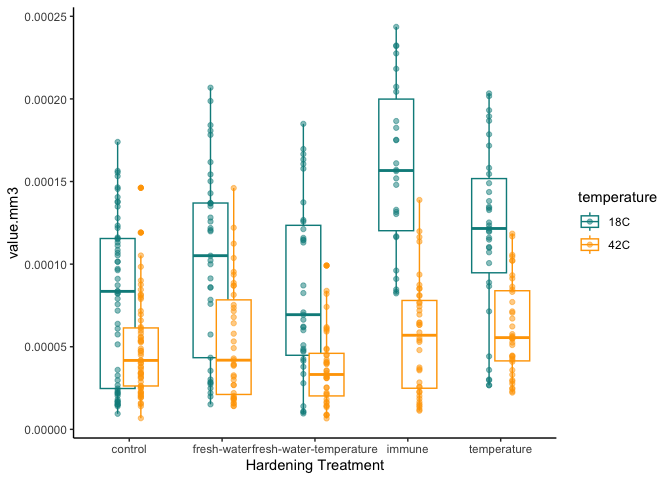 0.00025
0.00020
0.00015
0.00010
0.00005
0.00000
value.mm3
control fresh-water fresh-water-temperature immune temperature
Hardening Treatment
temperature
18C
42C